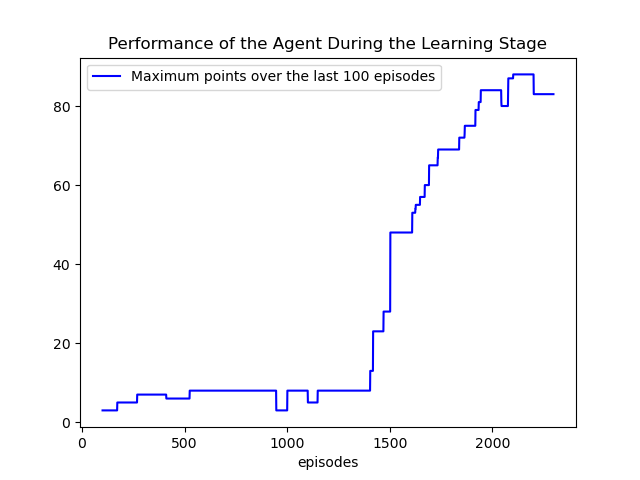 Performance of the Agent During the Learning Stage
Maximum points over the last 100 episodes
80
60
40
20
0
0 500 1000 1500 2000
episodes